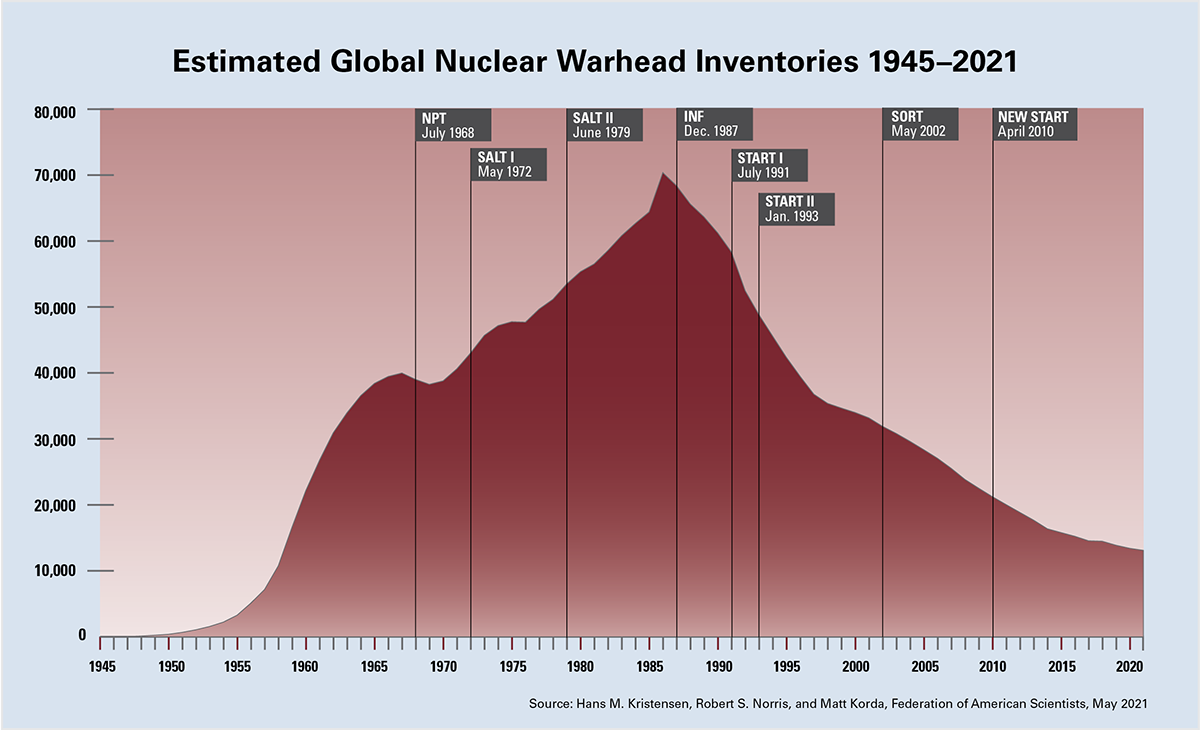 Estimated Global Nuclear Warhead Inventories 1945–2021
80,000
70,000
60,000
50,000
40,000
30,000
20,000
10,000
0
NPT
July 1968
SALT I
May 1972
SALT II
June 1979
INF
Dec. 1987
START I
July 1991
START II
Jan. 1993
SORT
May 2002
NEW START
April 2010
1945 1950 1955 1960 1965 1970 1975 1980 1985 1990 1995 2000 2005 2010 2015 2020
Source: Hans M. Kristensen, Robert S. Norris, and Matt Korda, Federation of American Scientists, May 2021